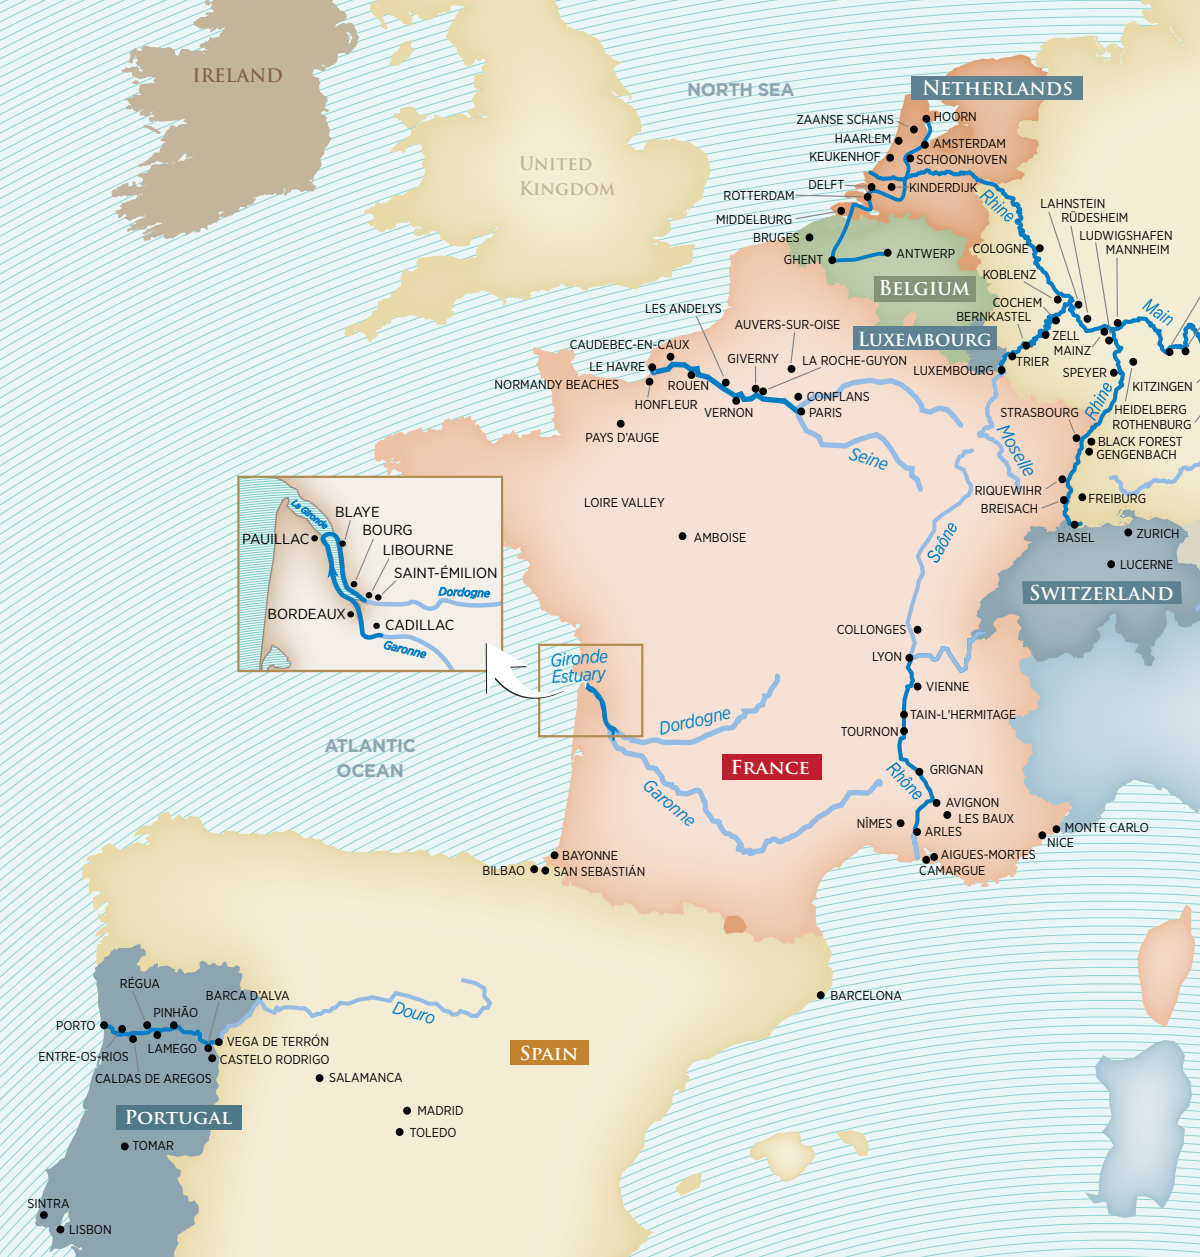 IRELAND
UNITED
KINGDOM
NORTH SEA
NETHERLANDS
ZAANSE SCHANS
HOORN
HAARLEM
AMSTERDAM
KEUKENHOF
SCHOONHOVEN
DELFT
KINDERDIJK
ROTTERDAM
Rhine
MIDDELBURG
LAHNSTEIN
RÜDESHEIM
BRUGES
LUDWIGSHAFEN
COLOGNE
MANNHEIM
GHENT
ANTWERP
KOBLENZ
BELGIUM
COCHEM
BERNKASTEL
Main
LES ANDELYS
AUVERS-SUR-OISE
LUXEMBOURG
ZELL
MAINZ
CAUDEBEC-EN-CAUX
GIVERNY
LA ROCHE-GUYON
TRIER
LE HAVRE
LUXEMBOURG
SPEYER
NORMANDY BEACHES
ROUEN
KITZINGEN
HONFLEUR
VERNON
CONFLANS
PARIS
STRASBOURG
Rhine
HEIDELBERG
ROTHENBURG
PAYS D'AUGE
Seine
Moselle
BLACK FOREST
GENGENBACH
RIQUEWIHR
FREIBURG
BREISACH
LOIRE VALLEY
AMBOISE
Saône
BASEL
ZURICH
LUCERNE
SWITZERLAND
La Gironde
BLAYE
BOURG
PAUILLAC
LIBOURNE
SAINT-ÉMILION
Dordogne
BORDEAUX
CADILLAC
Garonne
COLLONGES
LYON
Gironde
Estuary
VIENNE
Dordogne
TAIN-L'HERMITAGE
TOURNON
ATLANTIC
OCEAN
FRANCE
Rhône
GRIGNAN
Garonne
AVIGNON
LES BAUX
NÎMES
ARLES
MONTE CARLO
NICE
BAYONNE
AIGUES-MORTES
BILBAO
SAN SEBASTIÁN
CAMARGUE
RÉGUA
BARCA D'ALVA
BARCELONA
PINHÃO
Douro
PORTO
VEGA DE TERRÓN
ENTRE-OS-RIOS
LAMEGO
CASTELO RODRIGO
SPAIN
CALDAS DE AREGOS
SALAMANCA
PORTUGAL
MADRID
TOLEDO
TOMAR
SINTRA
LISBON